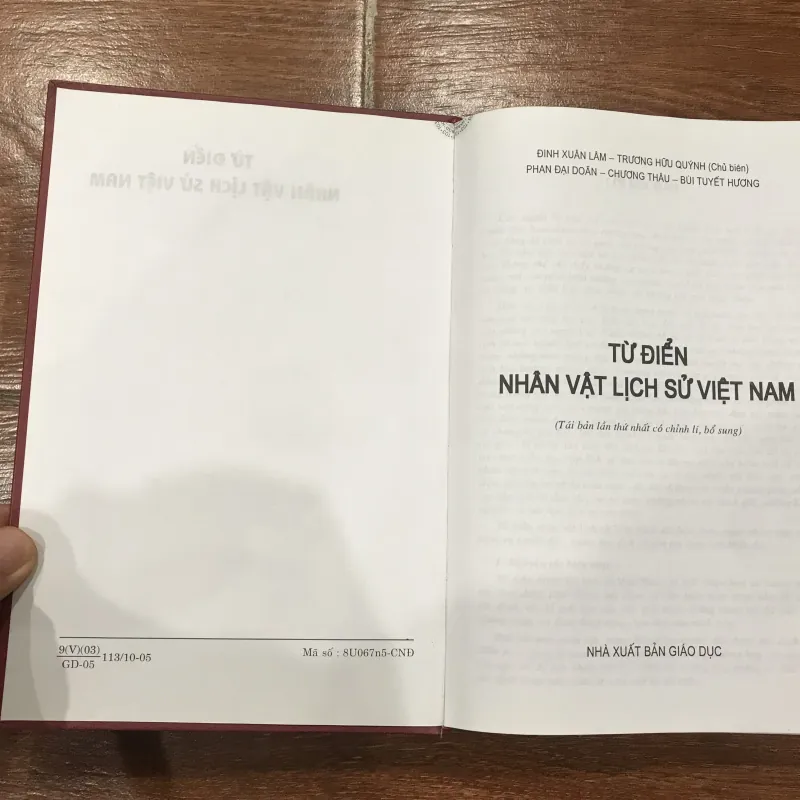 9(V)(03)
GD-05
113/10-05
Mã số : 8U067n5-CNĐ
ĐINH XUÂN LÂM – TRƯƠNG HỮU QUÝNH (Chủ biên)
PHAN ĐẠI DOÃN – CHƯƠNG THÂU – BÙI TUYẾT HƯƠNG
TỪ ĐIỂN
NHÂN VẬT LỊCH SỬ VIỆT NAM
(Tái bản lần thứ nhất có chỉnh lí, bổ sung)
NHÀ XUẤT BẢN GIÁO DỤC